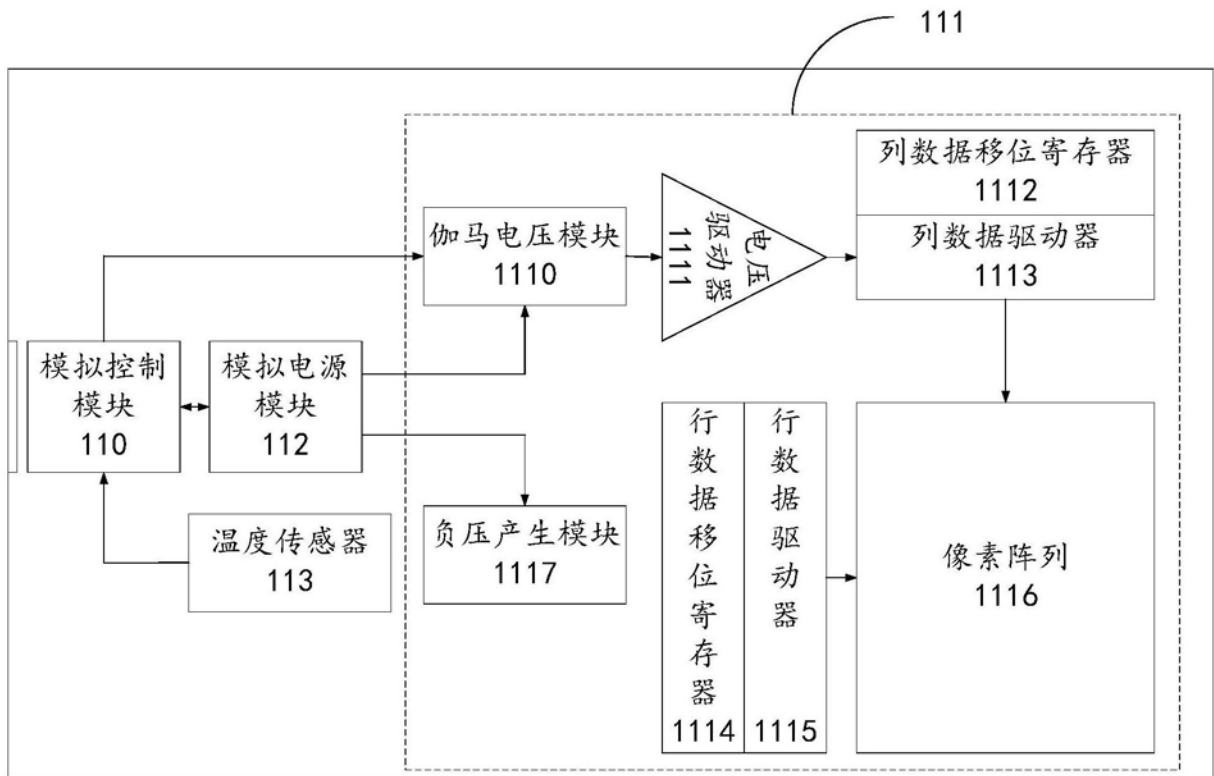 111
列数据移位寄存器
1112
列数据驱动器
1113
伽马电压模块
1110
电压
驱动器
1111
模拟控制
模块
110
模拟电源
模块
112
温度传感器
113
负压产生模块
1117
行数据移位寄存器
1114
行数据驱动器
1115
像素阵列
1116